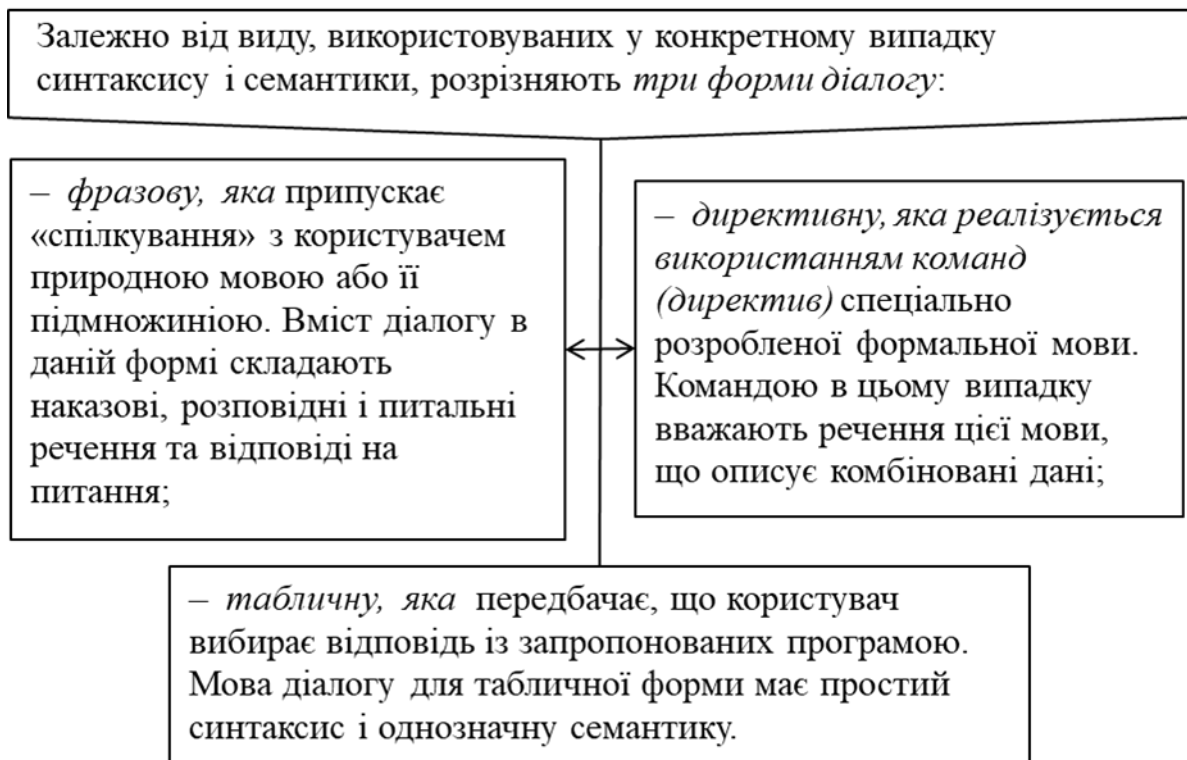 Залежно від виду, використовуваних у конкретному випадку
синтаксису і семантики, розрізняють три форми діалогу:
– фразову, яка припускає
«спілкування» з користувачем
природною мовою або її
підмножиніою. Вміст діалогу в
даній формі складають
наказові, розповідні і питальні
речення та відповіді на
питання;
– директивну, яка реалізується
використанням команд
(директив) спеціально
розробленої формальної мови.
Командою в цьому випадку
вважають речення цієї мови,
що описує комбіновані дані;
– табличну, яка передбачає, що користувач
вибирає відповідь із запропонованих програмою.
Мова діалогу для табличної форми має простий
синтаксис і однозначну семантику.